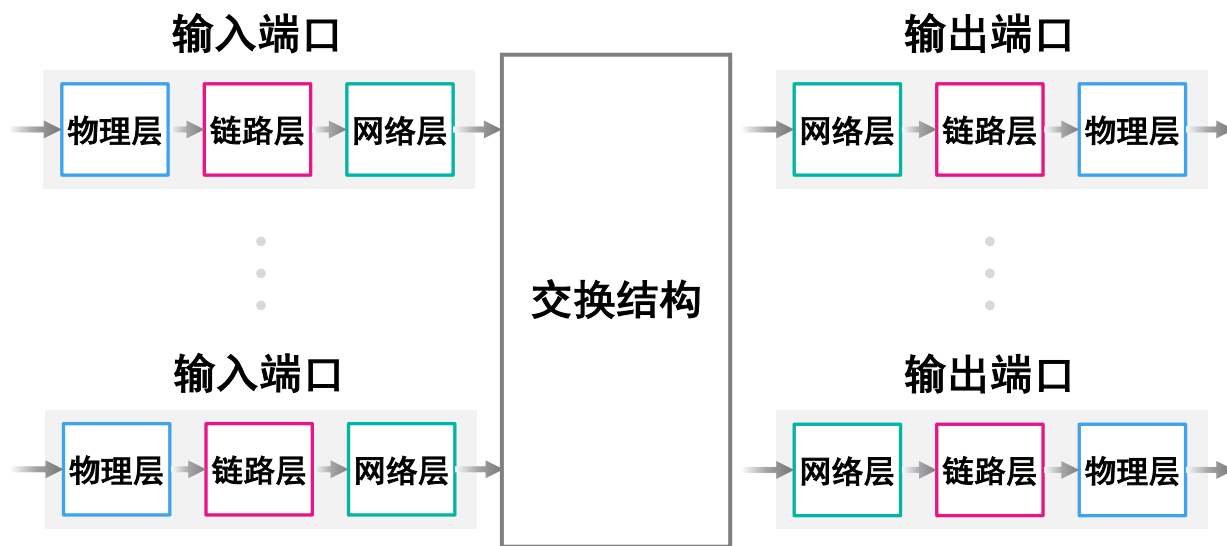 输入端口
输出端口
物理层
链路层
网络层
网络层
链路层
物理层
交换结构
输入端口
输出端口
物理层
链路层
网络层
网络层
链路层
物理层